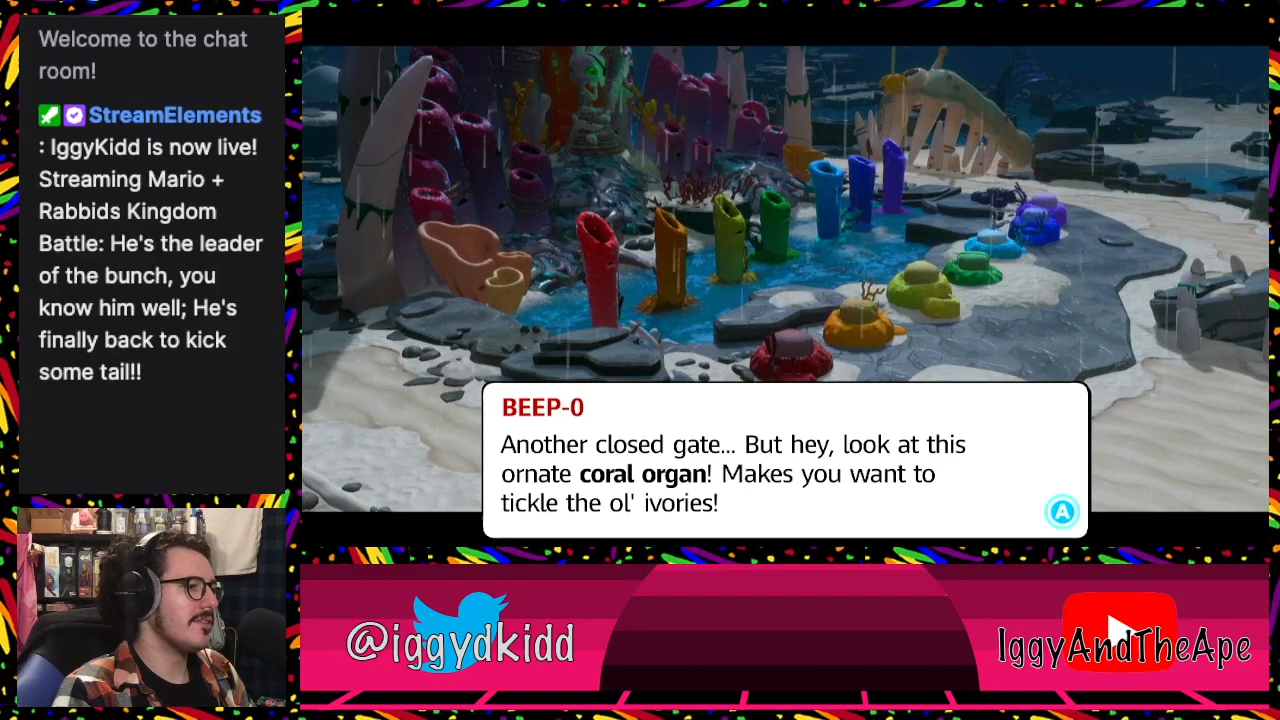 Welcome to the chat
room!
StreamElements
: IggyKidd is now live!
Streaming Mario +
Rabbids Kingdom
Battle: He's the leader
of the bunch, you
know him well; He's
finally back to kick
some tail!!
BEEP-0
Another closed gate... But hey, look at this
ornate coral organ! Makes you want to
tickle the ol' ivories!
A
@iggydkidd
IggyAndTheApe